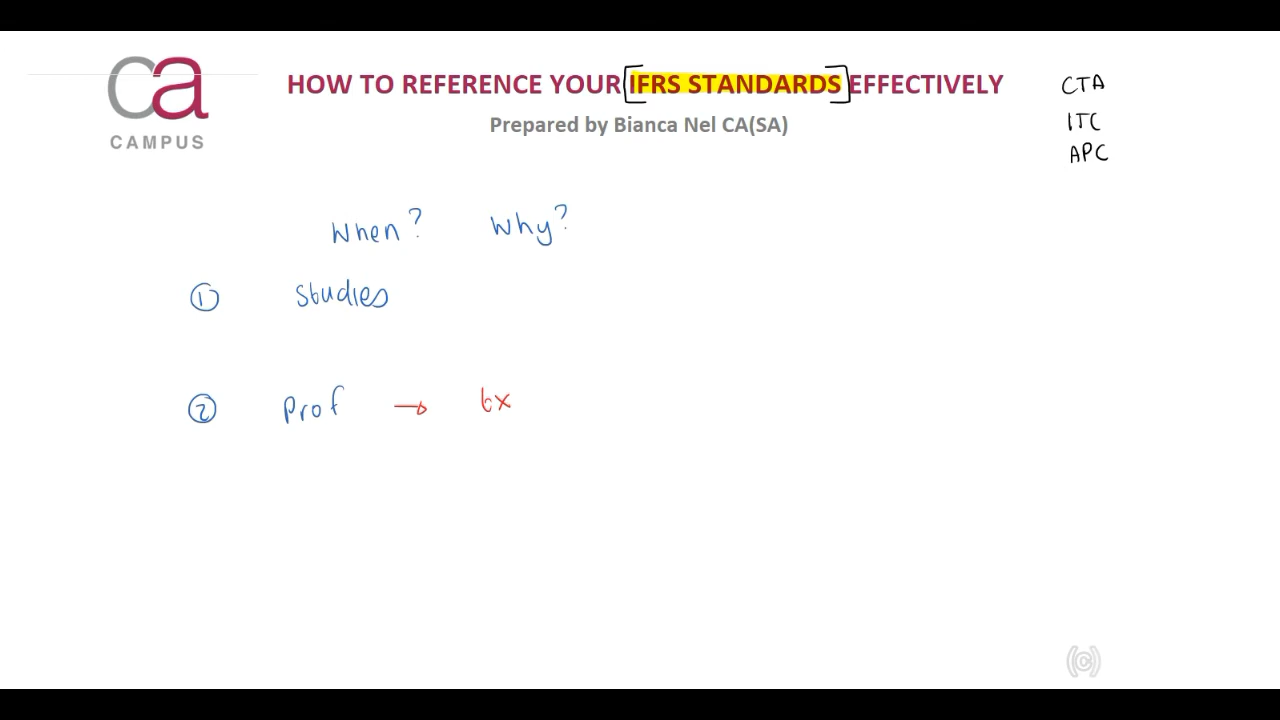 ca
CAMPUS
HOW TO REFERENCE YOUR [IFRS STANDARDS] EFFECTIVELY
Prepared by Bianca Nel CA(SA)
CTA
ITC
APC
When? Why?
① Studies
② Prof → 6x